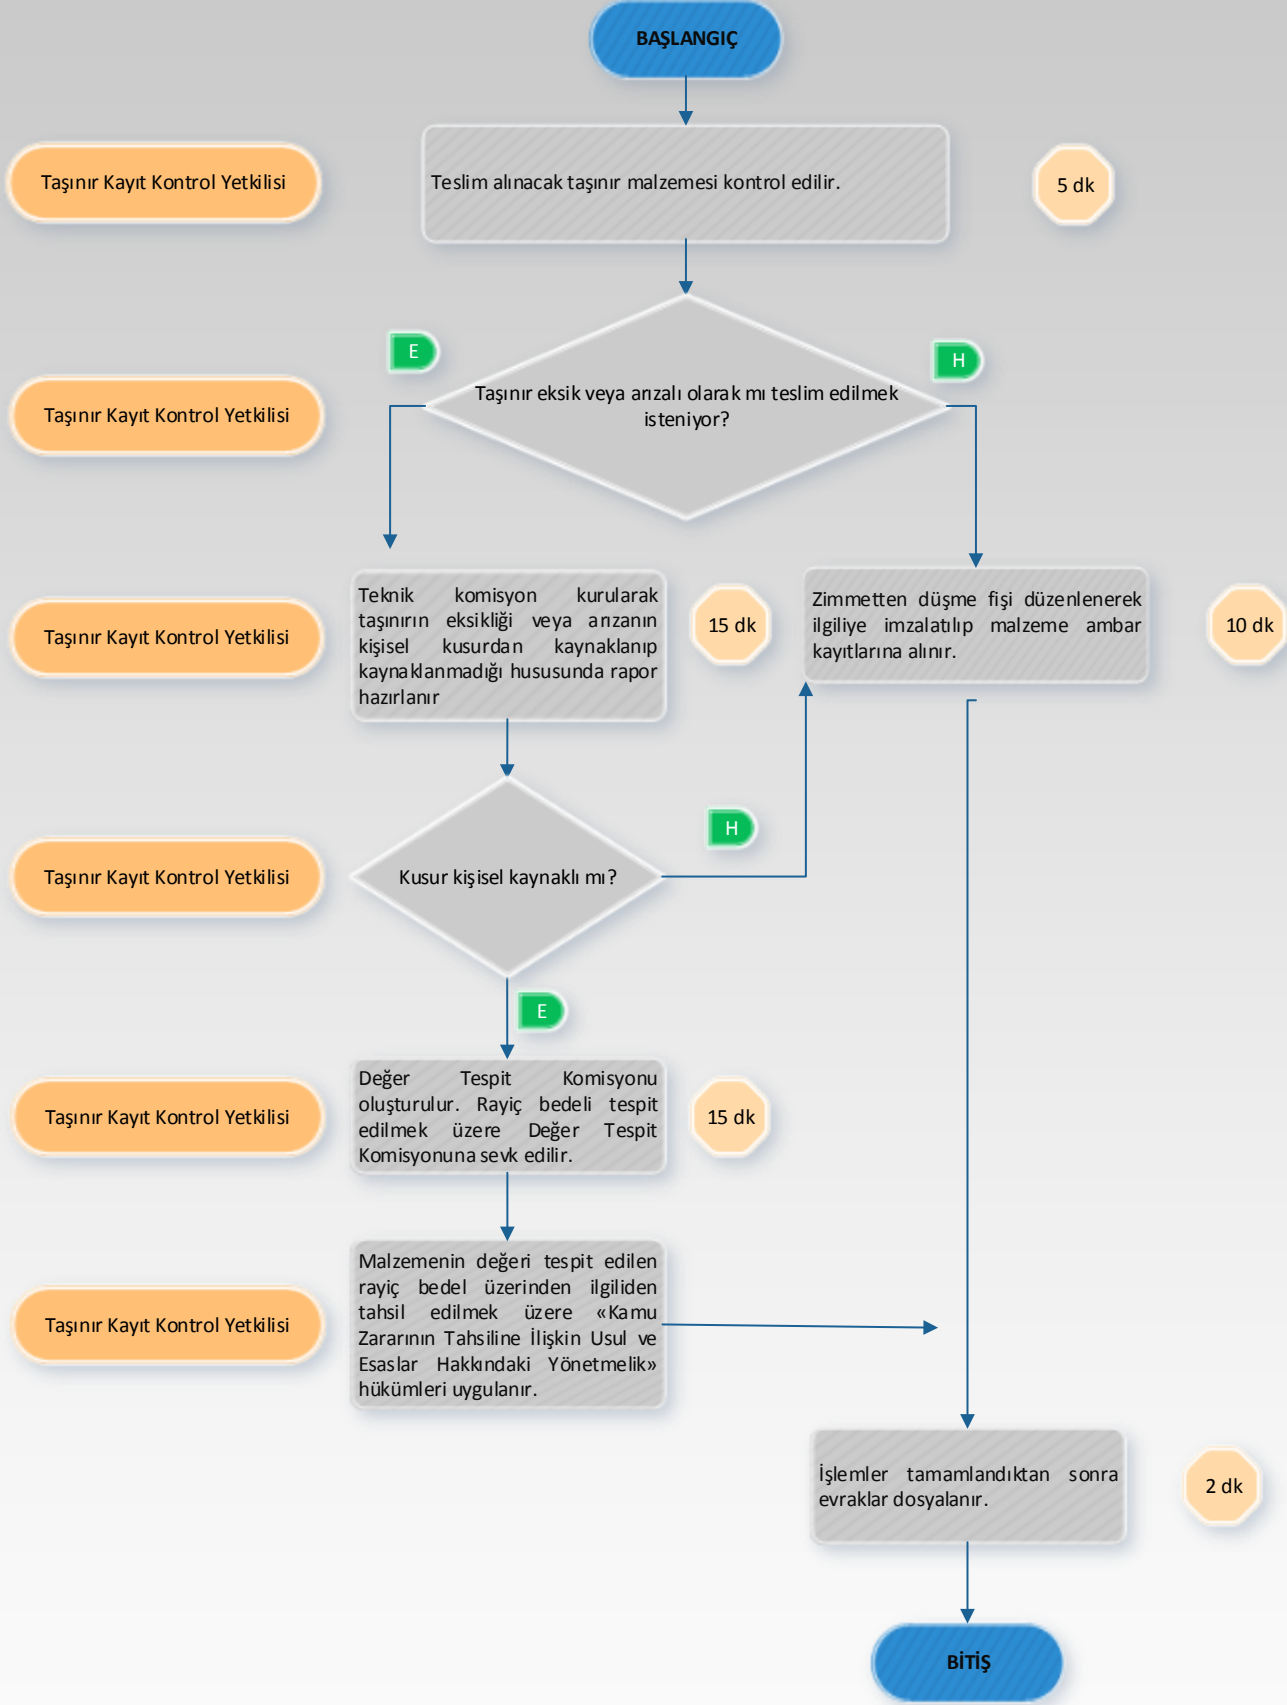 BAŞLANGIÇ
Taşınır Kayıt Kontrol Yetkilisi
Teslim alınacak taşınır malzemesi kontrol edilir.
5 dk
E
H
Taşınır Kayıt Kontrol Yetkilisi
Taşınır eksik veya arızalı olarak mı teslim edilmek
isteniyor?
Taşınır Kayıt Kontrol Yetkilisi
Teknik komisyon kurularak
taşınırın eksikliği veya arızanın
kişisel kusurdan kaynaklanıp
kaynaklanmadığı hususunda rapor
hazırlanır
15 dk
Zimmetten düşme fişi düzenlenerek
ilgiliye imzalatılıp malzeme ambar
kayıtlarına alınır.
10 dk
H
Taşınır Kayıt Kontrol Yetkilisi
Kusur kişisel kaynaklı mı?
E
Taşınır Kayıt Kontrol Yetkilisi
Değer Tespit Komisyonu
oluşturulur. Rayiç bedeli tespit
edilmek üzere Değer Tespit
Komisyonuna sevk edilir.
15 dk
Taşınır Kayıt Kontrol Yetkilisi
Malzemenin değeri tespit edilen
rayiç bedel üzerinden ilgiliden
tahsil edilmek üzere «Kamu
Zararının Tahsiline İlişkin Usul ve
Esaslar Hakkındaki Yönetmelik»
hükümleri uygulanır.
İşlemler tamamlandıktan sonra
evraklar dosyalanır.
2 dk
BİTİŞ